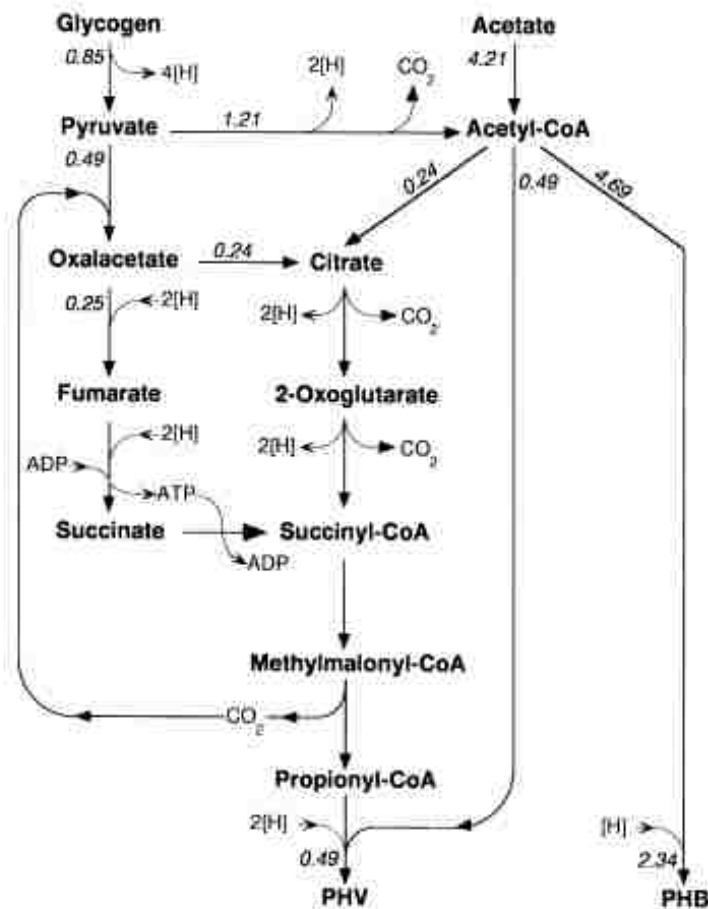 Glycogen Acetate
0.85 4[H] 2[H] CO2 4.21
Pyruvate 1.21 Acetyl-CoA
0.49 0.24 0.49 4.69
Oxalacetate 0.24 Citrate
0.25 2[H] 2[H] CO2
Fumarate 2-Oxoglutarate
2[H] 2[H] CO2
ADP ATP
Succinate Succinyl-CoA
ADP
Methylmalonyl-CoA
CO2
Propionyl-CoA
2[H] [H]
0.49 2.34
PHV PHB